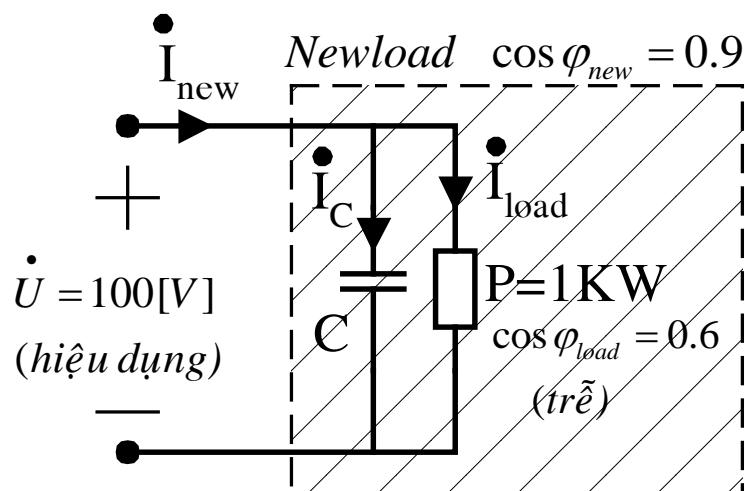 İ_new
Newload cos φ_new = 0.9
İ_C
İ_load
+
U̇ = 100[V]
(hiệu dụng)
C
P=1KW
cos φ_load = 0.6
(trễ)
—